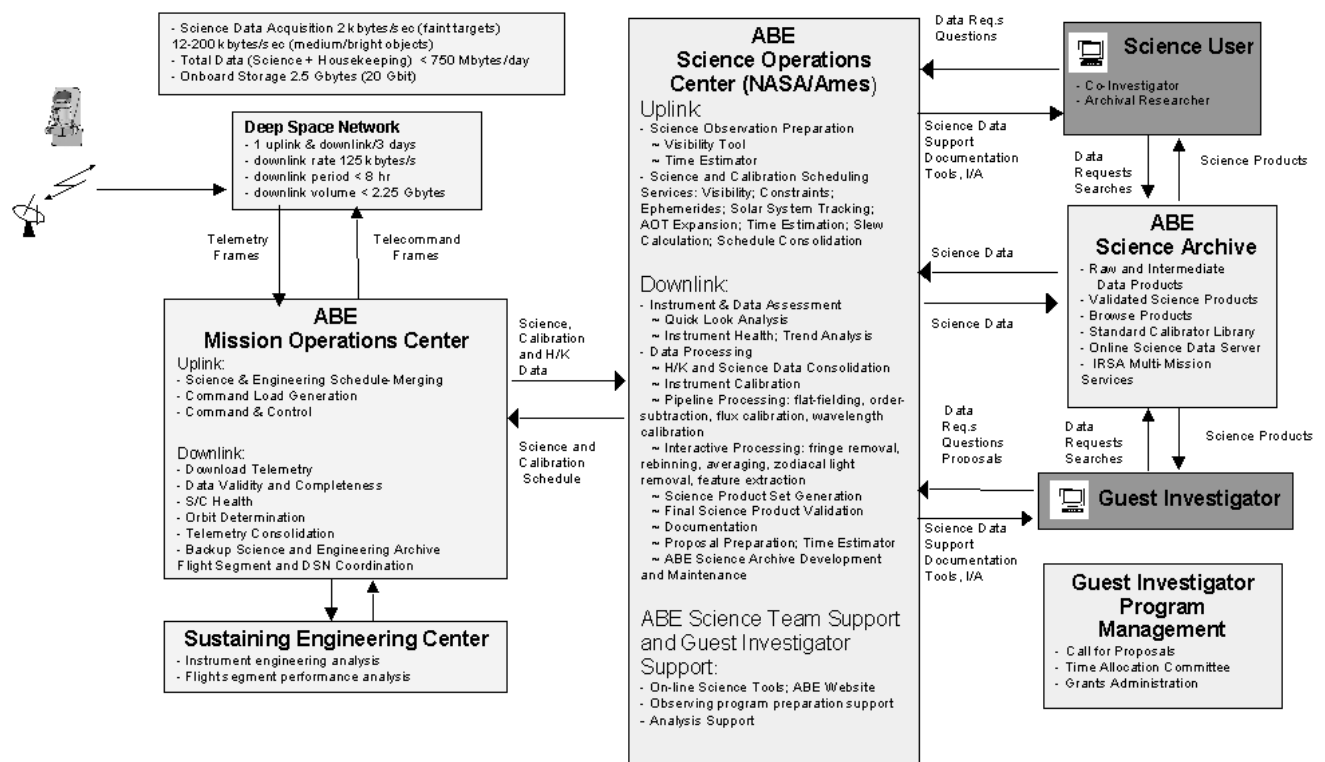 - Science Data Acquisition 2 kbytes/sec (faint targets)
12-200 kbytes/sec (medium/bright objects)
- Total Data (Science + Housekeeping) < 750 Mbytes/day
- Onboard Storage 2.5 Gbytes (20 Gbit)
Deep Space Network
- 1 uplink & downlink/3 days
- downlink rate 125 kbytes/s
- downlink period < 8 hr
- downlink volume < 2.25 Gbytes
Telemetry
Frames
Telecommand
Frames
ABE
Mission Operations Center
Uplink:
- Science & Engineering Schedule-Merging
- Command Load Generation
- Command & Control
Downlink:
- Download Telemetry
- Data Validity and Completeness
- S/C Health
- Orbit Determination
- Telemetry Consolidation
- Backup Science and Engineering Archive
Flight Segment and DSN Coordination
Sustaining Engineering Center
- Instrument engineering analysis
- Flight segment performance analysis
Science,
Calibration
and H/K
Data
Science and
Calibration
Schedule
ABE
Science Operations
Center (NASA/Ames)
Uplink:
- Science Observation Preparation
~ Visibility Tool
~ Time Estimator
- Science and Calibration Scheduling
Services: Visibility; Constraints;
Ephemerides; Solar System Tracking;
AOT Expansion; Time Estimation; Slew
Calculation; Schedule Consolidation
Downlink:
- Instrument & Data Assessment
~ Quick Look Analysis
~ Instrument Health; Trend Analysis
- Data Processing
~ H/K and Science Data Consolidation
~ Instrument Calibration
~ Pipeline Processing: flat-fielding, order-
subtraction, flux calibration, wavelength
calibration
~ Interactive Processing: fringe removal,
rebinning, averaging, zodiacal light
removal, feature extraction
~ Science Product Set Generation
~ Final Science Product Validation
~ Documentation
~ Proposal Preparation; Time Estimator
~ ABE Science Archive Development
and Maintenance
ABE Science Team Support
and Guest Investigator
Support:
- On-line Science Tools; ABE Website
- Observing program preparation support
- Analysis Support
Data Req.s
Questions
Science Data
Support
Documentation
Tools, I/A
Science User
- Co-Investigator
- Archival Researcher
Data
Requests
Searches
Science Products
Science Data
Science Data
ABE
Science Archive
- Raw and Intermediate
Data Products
- Validated Science Products
- Browse Products
- Standard Calibrator Library
- Online Science Data Server
- IRSA Multi-Mission
Services
Data
Req.s
Questions
Proposals
Data
Requests
Searches
Science Products
Guest Investigator
Science Data
Support
Documentation
Tools, I/A
Guest Investigator
Program
Management
- Call for Proposals
- Time Allocation Committee
- Grants Administration